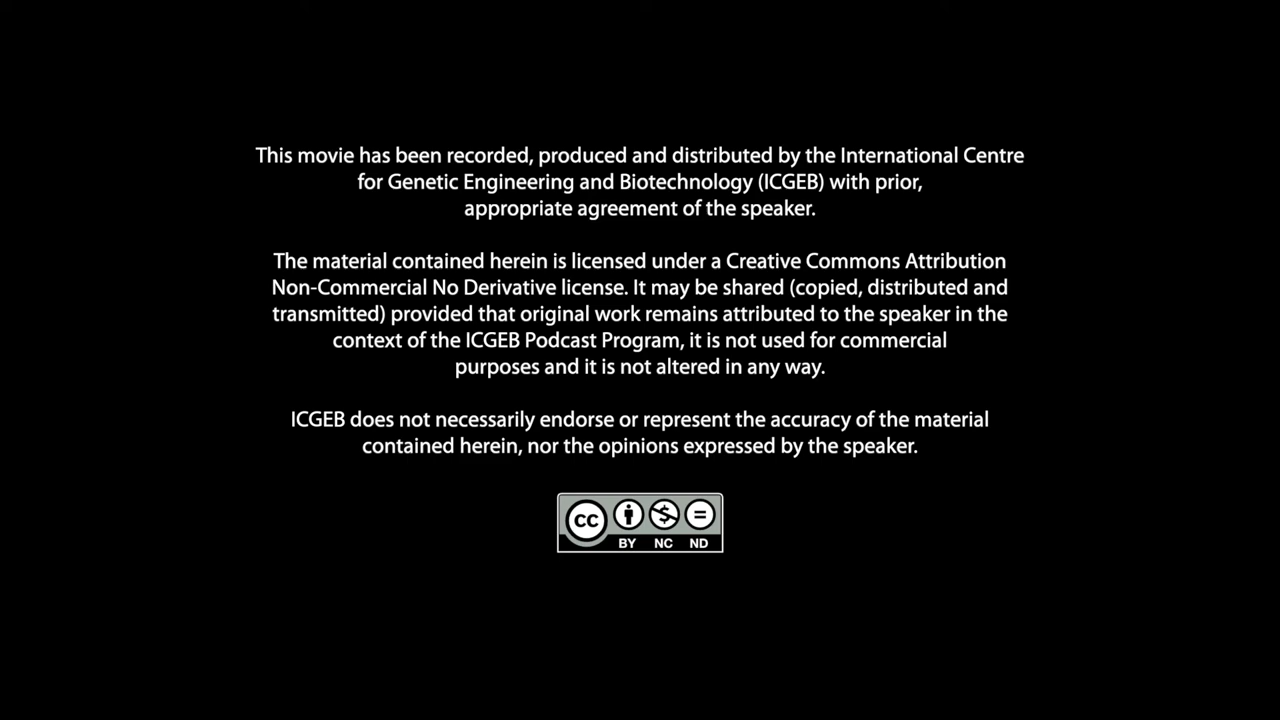 This movie has been recorded, produced and distributed by the International Centre
for Genetic Engineering and Biotechnology (ICGEB) with prior,
appropriate agreement of the speaker.
The material contained herein is licensed under a Creative Commons Attribution
Non-Commercial No Derivative license. It may be shared (copied, distributed and
transmitted) provided that original work remains attributed to the speaker in the
context of the ICGEB Podcast Program, it is not used for commercial
purposes and it is not altered in any way.
ICGEB does not necessarily endorse or represent the accuracy of the material
contained herein, nor the opinions expressed by the speaker.
CC
BY NC ND